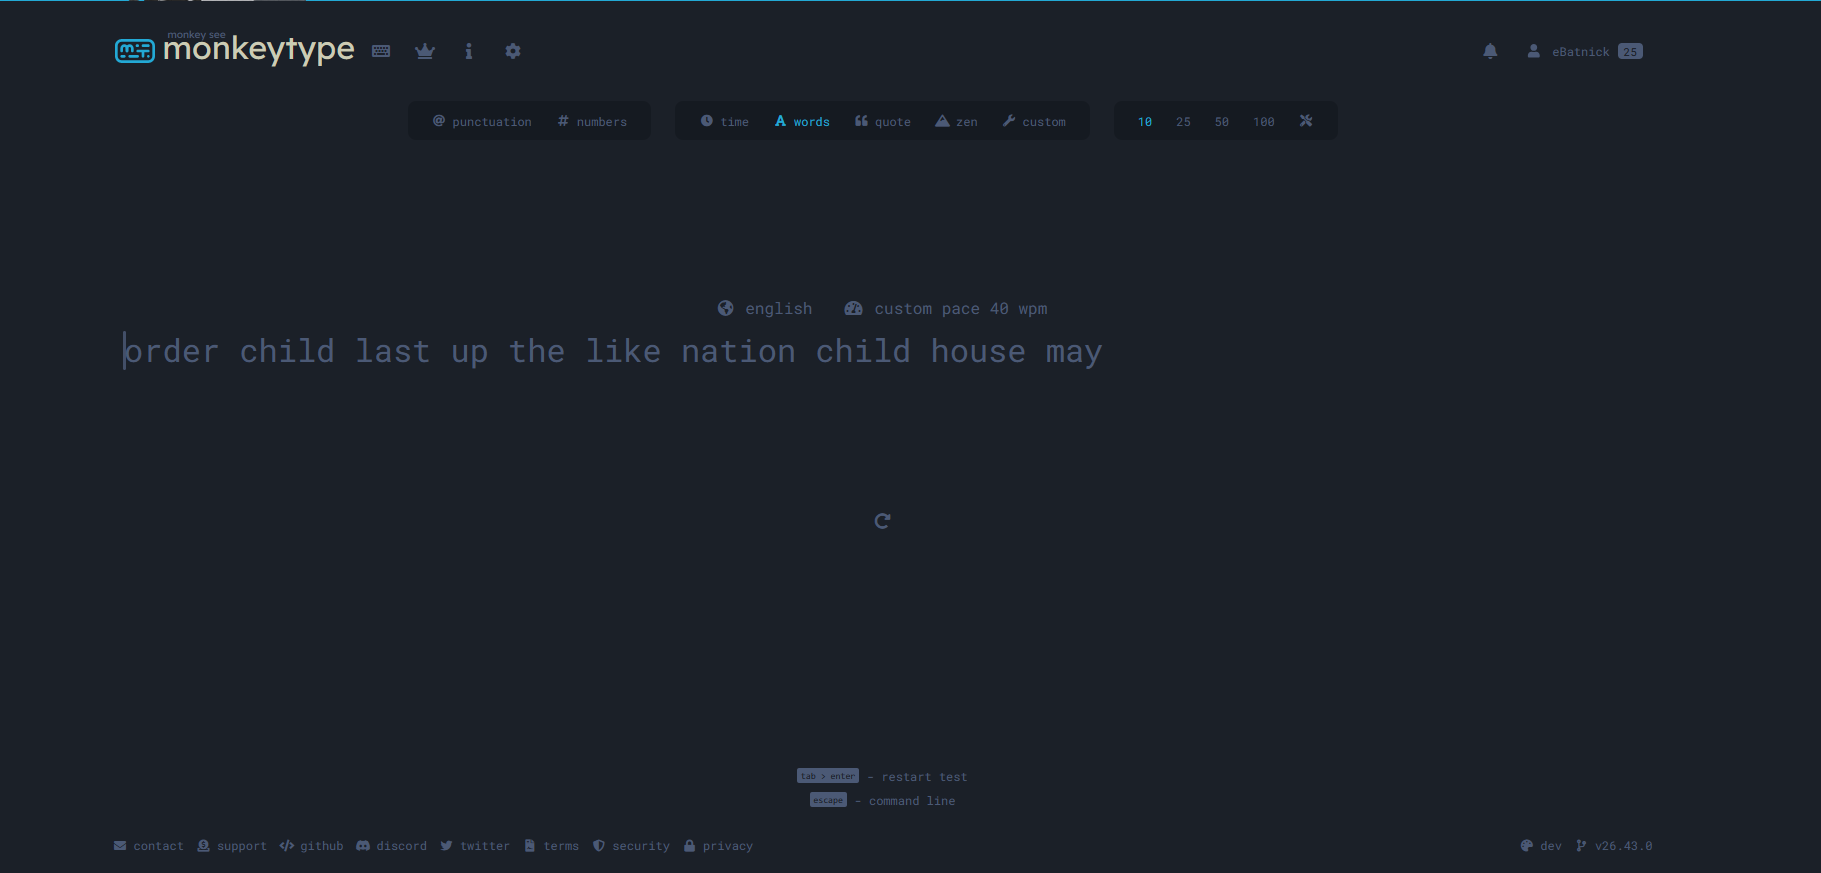 monkey see
monkeytype
eBatnick 25
@ punctuation # numbers time A words quote zen custom 10 25 50 100
english custom pace 40 wpm
order child last up the like nation child house may
tab > enter - restart test
escape - command line
contact support github discord twitter terms security privacy dev v26.43.0